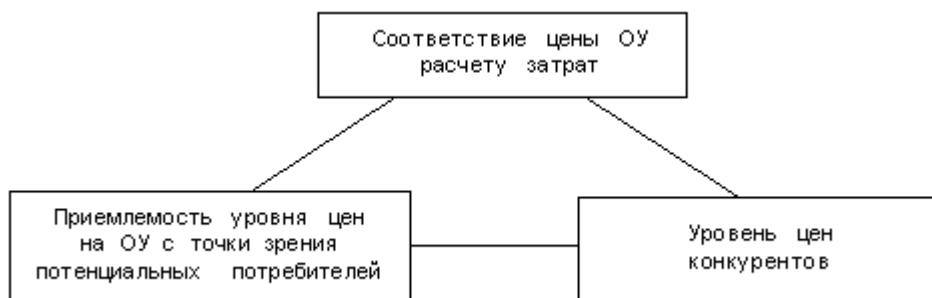 Соответствие цены ОУ
расчету затрат
Приемлемость уровня цен
на ОУ с точки зрения
потенциальных потребителей
Уровень цен
конкурентов